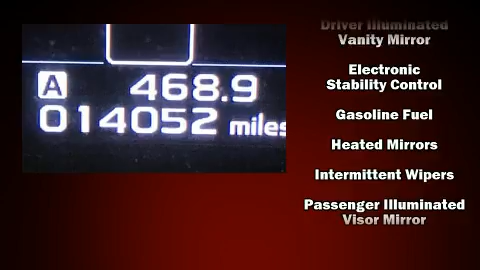 A 468.9
014052 miles
Driver Illuminated
Vanity Mirror
Electronic
Stability Control
Gasoline Fuel
Heated Mirrors
Intermittent Wipers
Passenger Illuminated
Visor Mirror